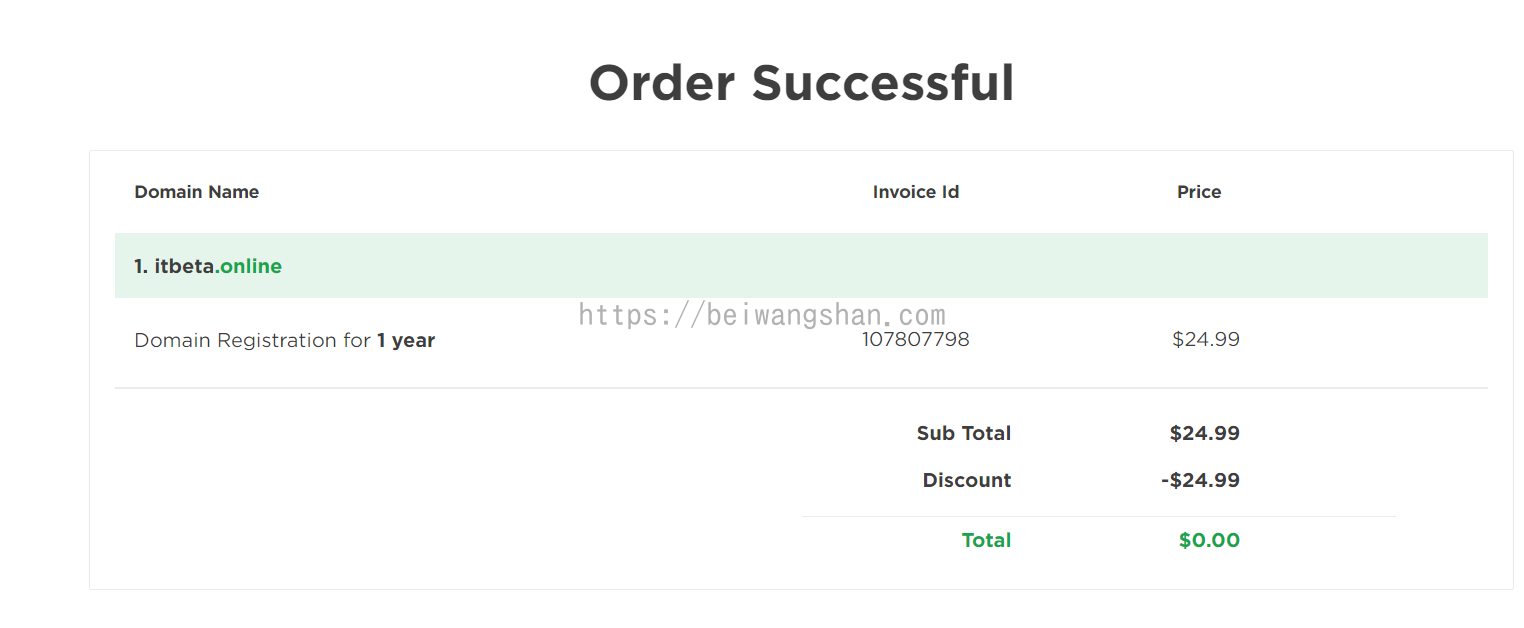 Order Successful
Domain Name Invoice Id Price
1. itbeta.online
https://beiwangshan.com
Domain Registration for 1 year 107807798 $24.99
Sub Total $24.99
Discount -$24.99
Total $0.00